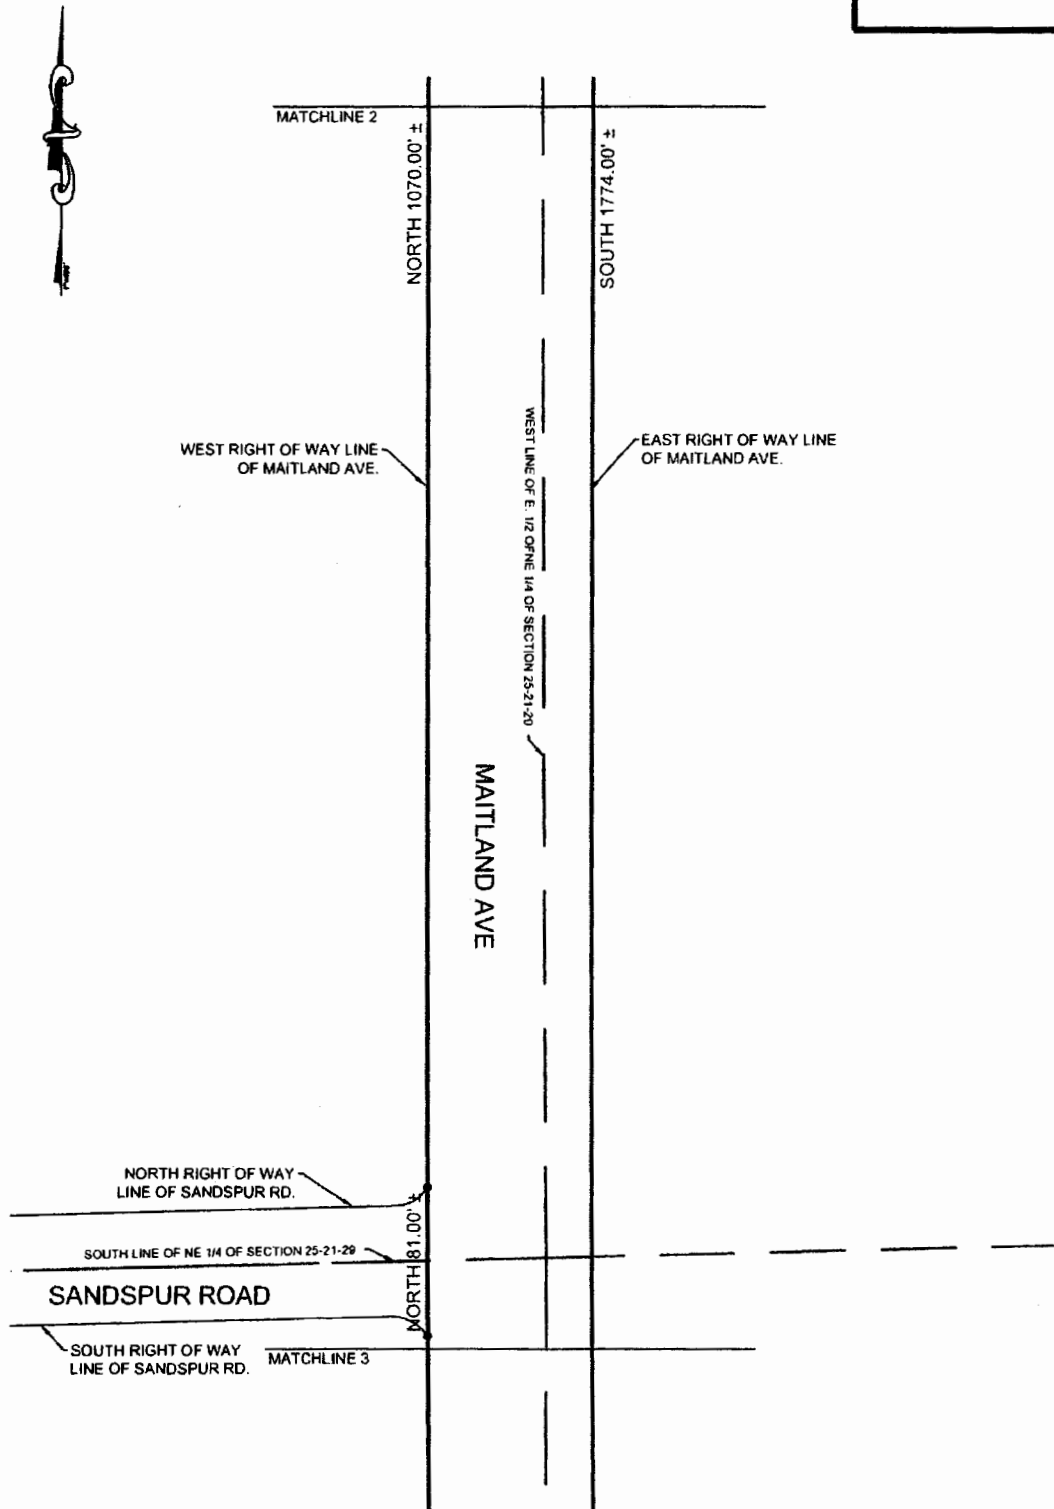 MATCHLINE 2
NORTH 1070.00' ±
SOUTH 1774.00' ±
WEST RIGHT OF WAY LINE
OF MAITLAND AVE.
EAST RIGHT OF WAY LINE
OF MAITLAND AVE.
WEST LINE OF E. 1/2 OFNE 1/4 OF SECTION 25-21-20
MAITLAND AVE
NORTH RIGHT OF WAY
LINE OF SANDSPUR RD.
NORTH 81.00' ±
SOUTH LINE OF NE 1/4 OF SECTION 25-21-29
SANDSPUR ROAD
SOUTH RIGHT OF WAY
LINE OF SANDSPUR RD.
MATCHLINE 3